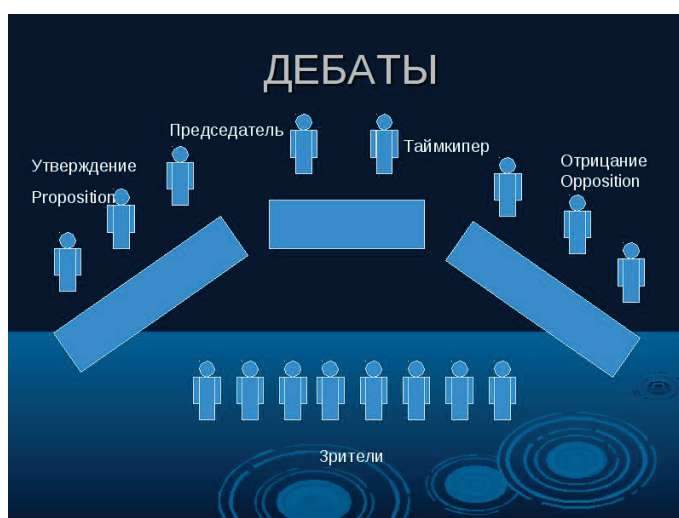 ДЕБАТЫ
Председатель
Таймкипер
Утверждение
Proposition
Отрицание
Opposition
Зрители